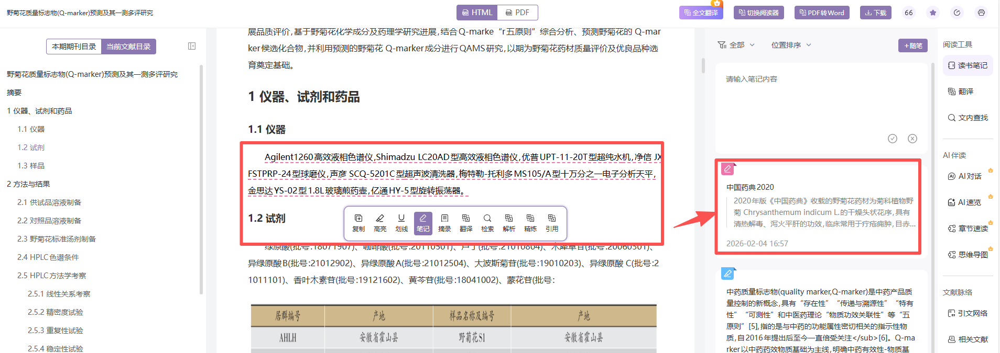 野菊花质量标志物(Q-marker)预测及其一测多评研究
HTML
PDF
全文翻译
切换阅读器
PDF转Word
下载
本期期刊目录
当前文献目录
野菊花质量标志物(Q-marker)预测及其一测多评研究
摘要
1 仪器、试剂和药品
1.1 仪器
1.2 试剂
1.3 样品
2 方法与结果
2.1 供试品溶液制备
2.2 对照品溶液制备
2.3 野菊花标准汤剂制备
2.4 HPLC色谱条件
2.5 HPLC方法学考察
2.5.1 线性关系考察
2.5.2 精密度试验
2.5.3 重复性试验
2.5.4 稳定性试验
展品质评价,基于野菊花化学成分及药理学研究进展,结合Q-marke“r五原则”综合分析、预测野菊花的 Q-mar
ker候选化合物,并利用预测的野菊花 Q-marker成分进行QAMS研究,以期为野菊花药材质量评价及优良品种选
育奠定基础。
1 仪器、试剂和药品
1.1 仪器
Agilent1260高效液相色谱仪,Shimadzu LC20AD型高效液相色谱仪,优普UPT-11-20T型超纯水机,净信 JX
FSTPRP-24型球磨仪,声彦 SCQ-5201C型超声波清洗器,梅特勒-托利多MS105/A型十万分之一电子分析天平,
金思达YS-02型1.8L玻璃煎药壶,亿通HY-5型旋转振荡器。
1.2 试剂
复制
高亮
划线
笔记
摘录
翻译
检索
解析
精炼
引用
绿原酸(批号:18071907)、咖啡酸(批号:20110501)、芦丁(批号:21010804)、木犀草苷(批号:20060301)、
异绿原酸B(批号:21012902)、异绿原酸A(批号:21012504)、大波斯菊苷(批号:19010203)、异绿原酸 C(批号:2
1011101)、香叶木素苷(批号:19121602)、黄芩苷(批号:18041002)、蒙花苷(批号:
居群编号 产地 样品名称及编号 产地
AHLH 安徽省霍山县 野菊花S1 安徽省霍山县
全部
位置排序
+随笔
请输入笔记内容
中国药典2020
2020年版《中国药典》收载的野菊花药材为菊科植物野
菊 Chrysanthemum indicum L.的干燥头状花序,具有
清热解毒、泻火平肝的功效,临床常用于疔疮痈肿,目赤...
2026-02-04 16:57
中药质量标志物(quality marker,Q-marker)是中药产品质
量控制的新概念,具有“存在性”“传递与溯源性”“特有
性”“可测性”和中医药理论“物质功效关联性”等“五
原则”[5],指的是与中药的功能属性密切相关的指示性物
质,自2016年提出后至今一直倍受关注</sub>[6]。Q-ma
rker以中药药效物质基础为主线,明确中药有效性-物质基
阅读工具
读书笔记
翻译
文内查找
AI伴读
AI对话
AI速览
章节速读
思维导图
文献脉络
引文网络
相关文献